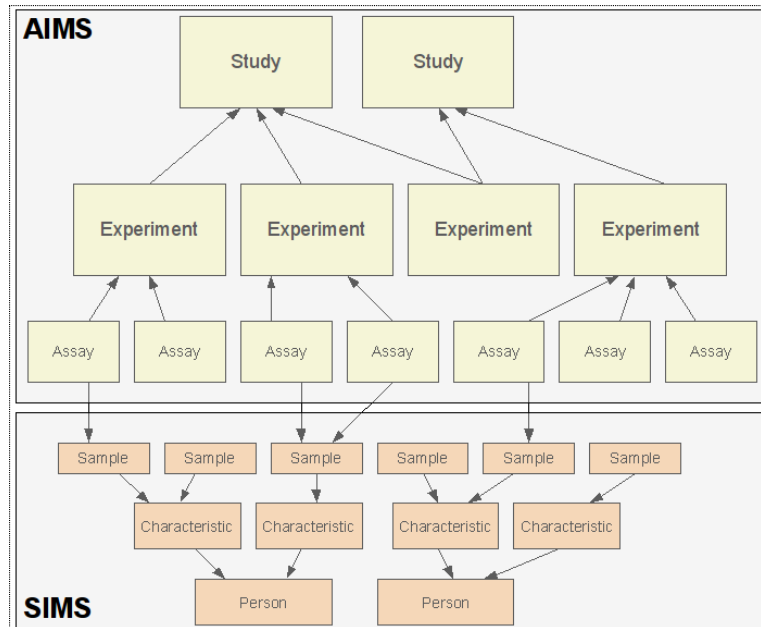 AIMS
Study
Study
Experiment
Experiment
Experiment
Experiment
Assay
Assay
Assay
Assay
Assay
Assay
Assay
Sample
Sample
Sample
Sample
Sample
Sample
Characteristic
Characteristic
Characteristic
Characteristic
Person
Person
SIMS